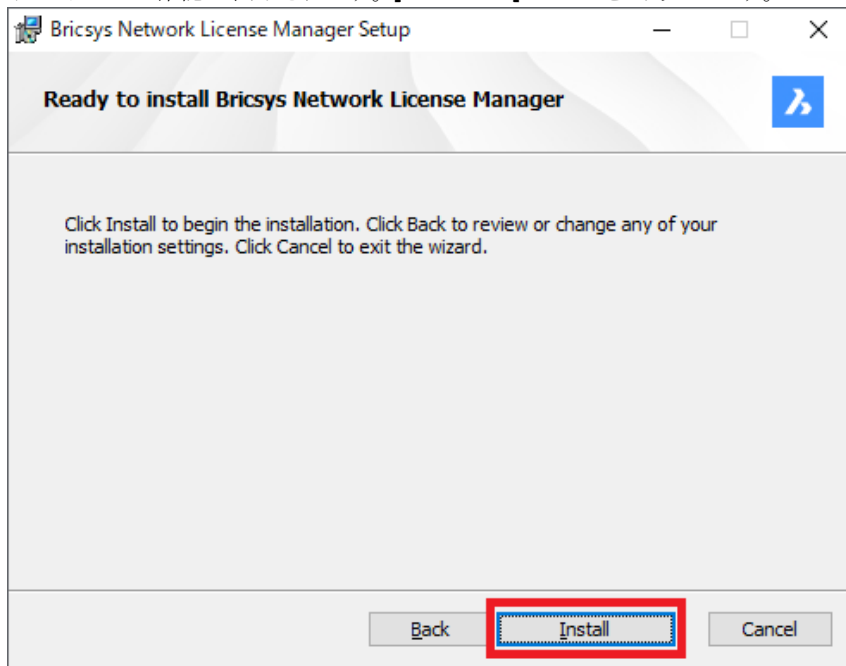 Bricsys Network License Manager Setup
Ready to install Bricsys Network License Manager
Click Install to begin the installation. Click Back to review or change any of your
installation settings. Click Cancel to exit the wizard.
Back
Install
Cancel